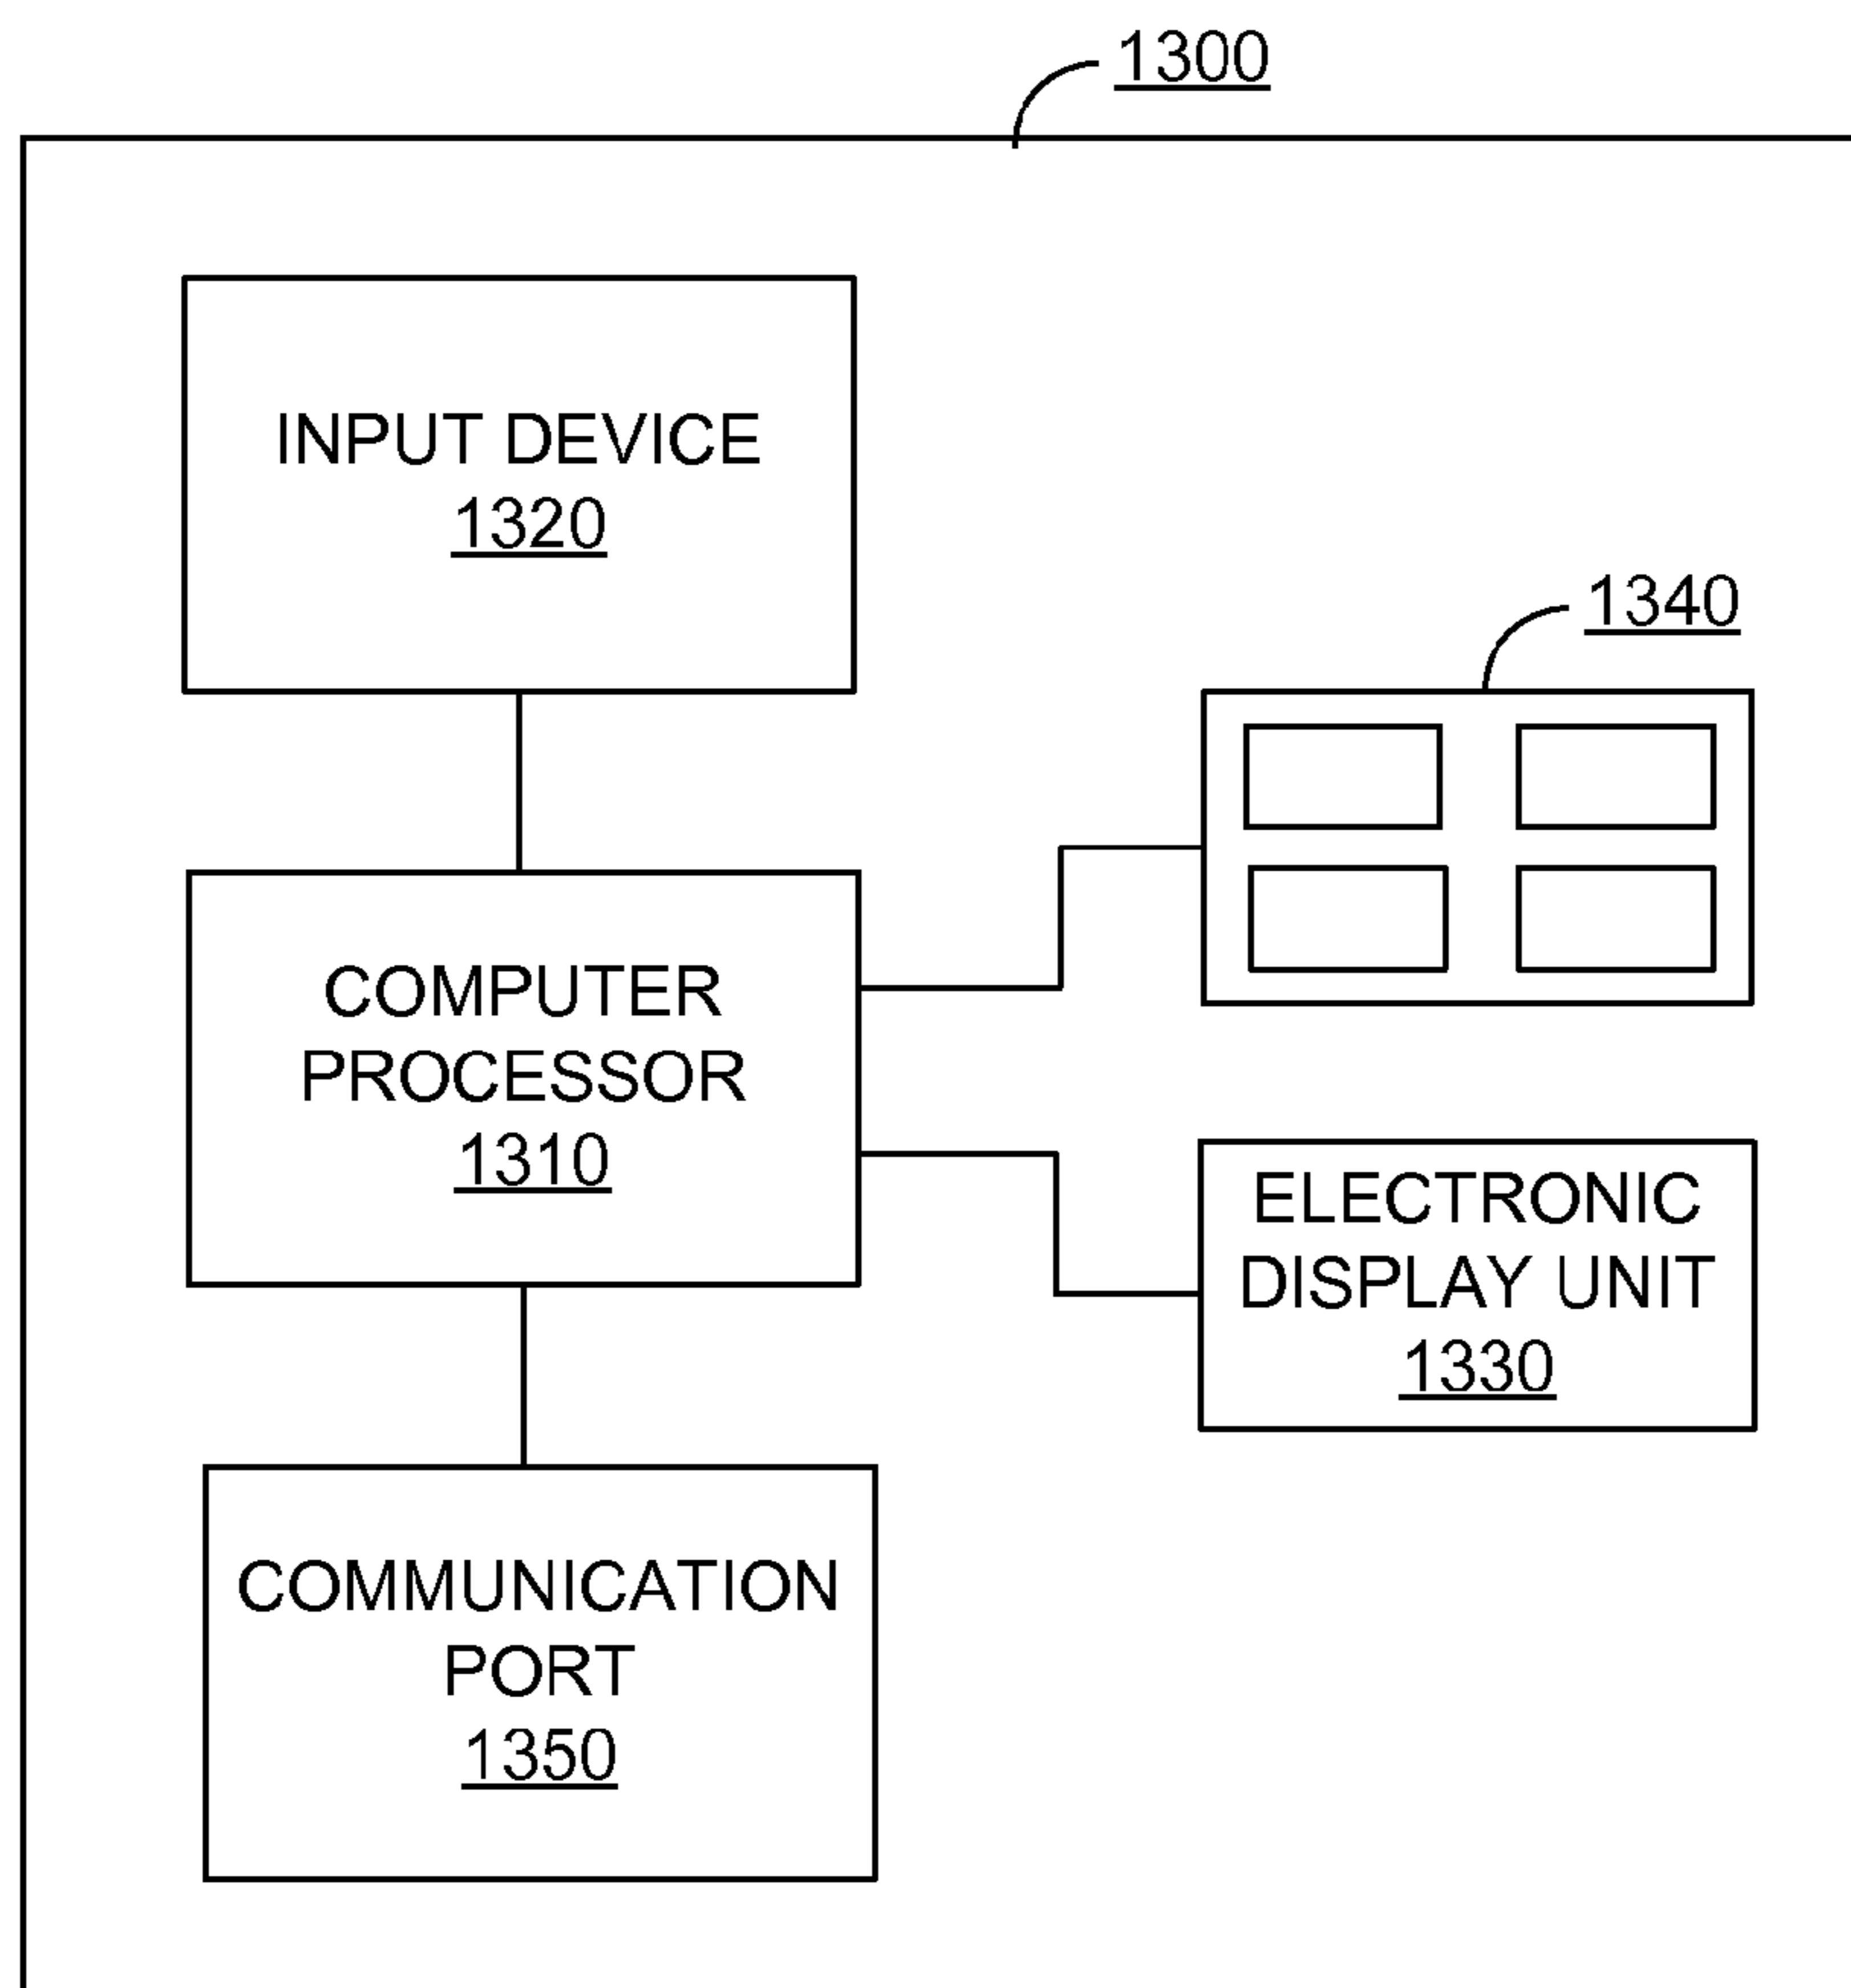 1300
INPUT DEVICE
1320
1340
COMPUTER
PROCESSOR
1310
ELECTRONIC
DISPLAY UNIT
1330
COMMUNICATION
PORT
1350